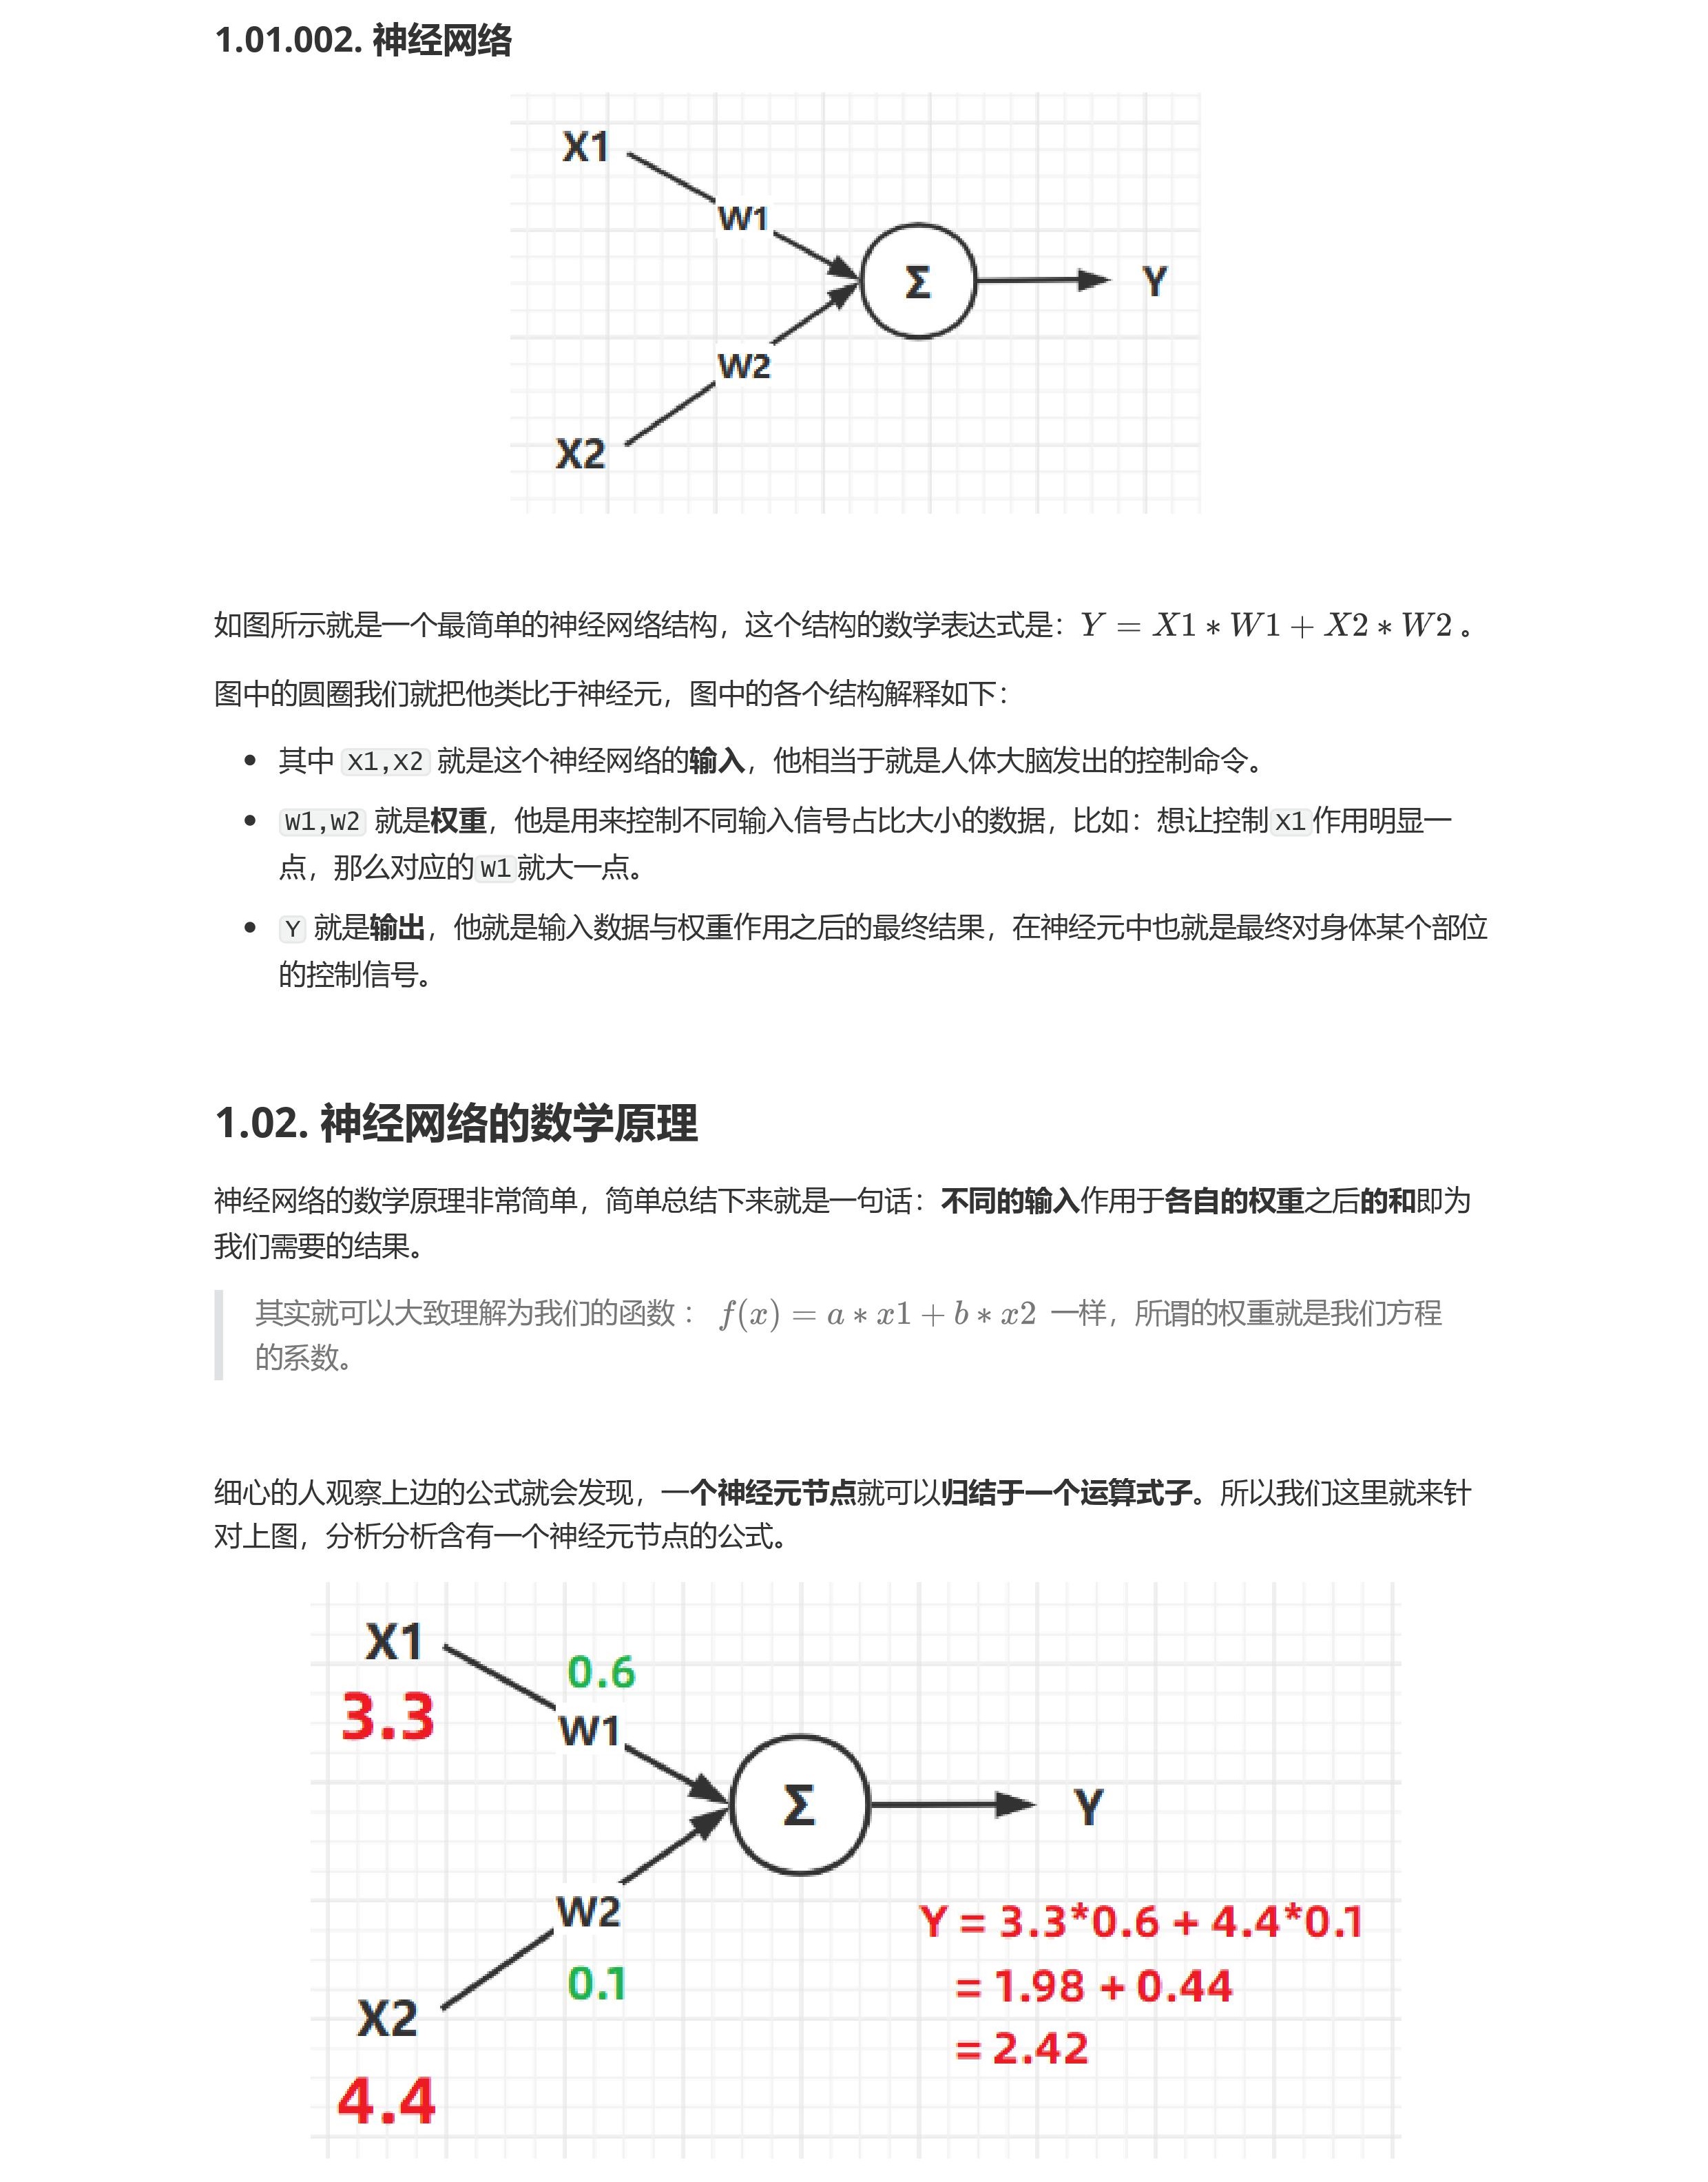 1.01.002. 神经网络
X1
W1
Σ
Y
W2
X2
如图所示就是一个最简单的神经网络结构，这个结构的数学表达式是：Y = X1 * W1 + X2 * W2 。
图中的圆圈我们就把他类比于神经元，图中的各个结构解释如下：
• 其中 X1,X2 就是这个神经网络的输入，他相当于就是人体大脑发出的控制命令。
• W1,W2 就是权重，他是用来控制不同输入信号占比大小的数据，比如：想让控制X1作用明显一
点，那么对应的W1就大一点。
• Y 就是输出，他就是输入数据与权重作用之后的最终结果，在神经元中也就是最终对身体某个部位
的控制信号。
1.02. 神经网络的数学原理
神经网络的数学原理非常简单，简单总结下来就是一句话：不同的输入作用于各自的权重之后的和即为
我们需要的结果。
其实就可以大致理解为我们的函数： f(x) = a * x1 + b * x2 一样，所谓的权重就是我们方程
的系数。
细心的人观察上边的公式就会发现，一个神经元节点就可以归结于一个运算式子。所以我们这里就来针
对上图，分析分析含有一个神经元节点的公式。
X1
0.6
3.3
W1
Σ
Y
W2
Y = 3.3*0.6 + 4.4*0.1
0.1
= 1.98 + 0.44
X2
= 2.42
4.4